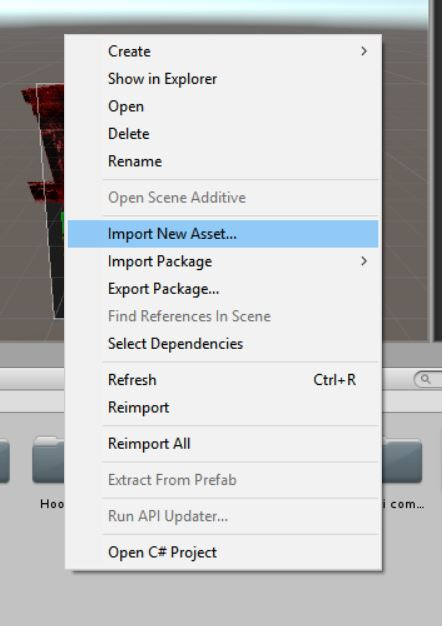 Create
Show in Explorer
Open
Delete
Rename
Open Scene Additive
Import New Asset...
Import Package
Export Package...
Find References In Scene
Select Dependencies
Refresh Ctrl+R
Reimport
Reimport All
Extract From Prefab
Run API Updater...
Open C# Project
Hoo
i com...